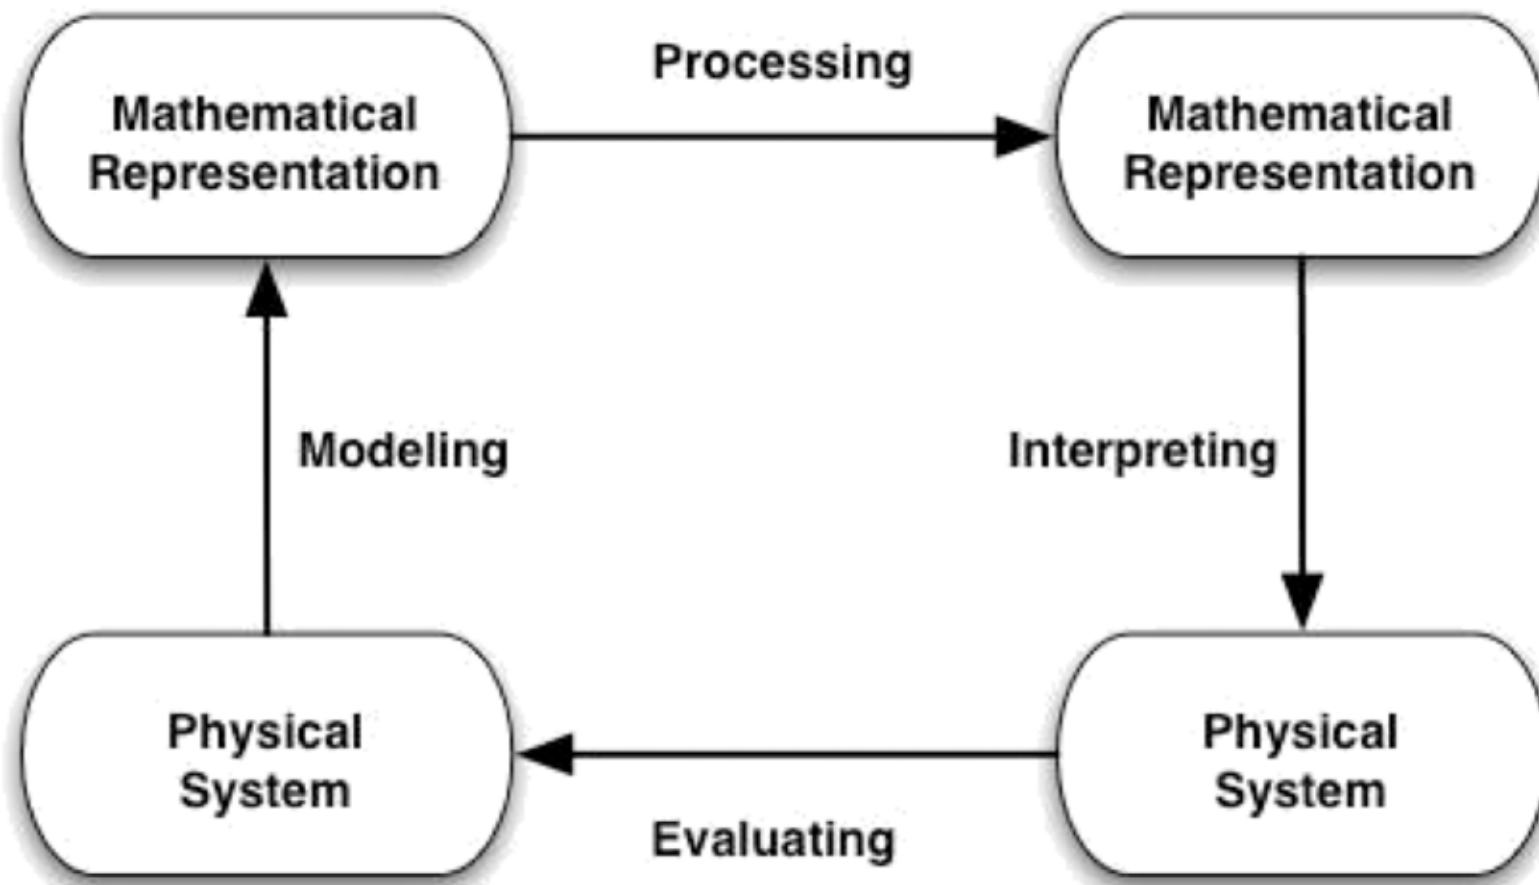 Processing
Mathematical
Representation
Mathematical
Representation
Modeling
Interpreting
Physical
System
Physical
System
Evaluating